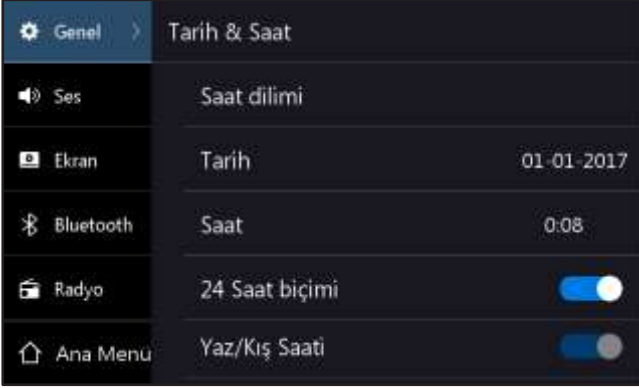 Genel
Tarih & Saat
Ses
Saat dilimi
Ekran
Tarih
01-01-2017
Bluetooth
Saat
0:08
Radyo
24 Saat biçimi
Ana Menü
Yaz/Kış Saati